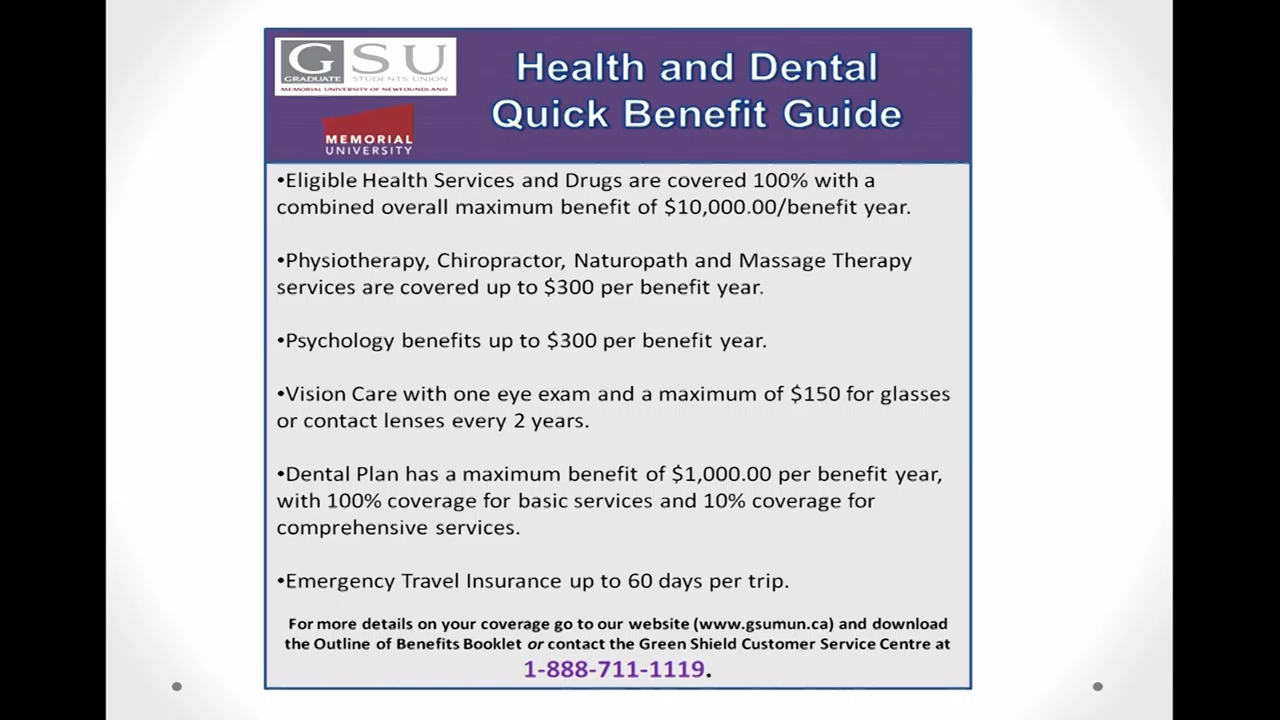 GSU
GRADUATE STUDENTS UNION
MEMORIAL UNIVERSITY OF NEWFOUNDLAND
MEMORIAL
UNIVERSITY
Health and Dental
Quick Benefit Guide
•Eligible Health Services and Drugs are covered 100% with a
combined overall maximum benefit of $10,000.00/benefit year.
•Physiotherapy, Chiropractor, Naturopath and Massage Therapy
services are covered up to $300 per benefit year.
•Psychology benefits up to $300 per benefit year.
•Vision Care with one eye exam and a maximum of $150 for glasses
or contact lenses every 2 years.
•Dental Plan has a maximum benefit of $1,000.00 per benefit year,
with 100% coverage for basic services and 10% coverage for
comprehensive services.
•Emergency Travel Insurance up to 60 days per trip.
For more details on your coverage go to our website (www.gsumun.ca) and download
the Outline of Benefits Booklet or contact the Green Shield Customer Service Centre at
1-888-711-1119.